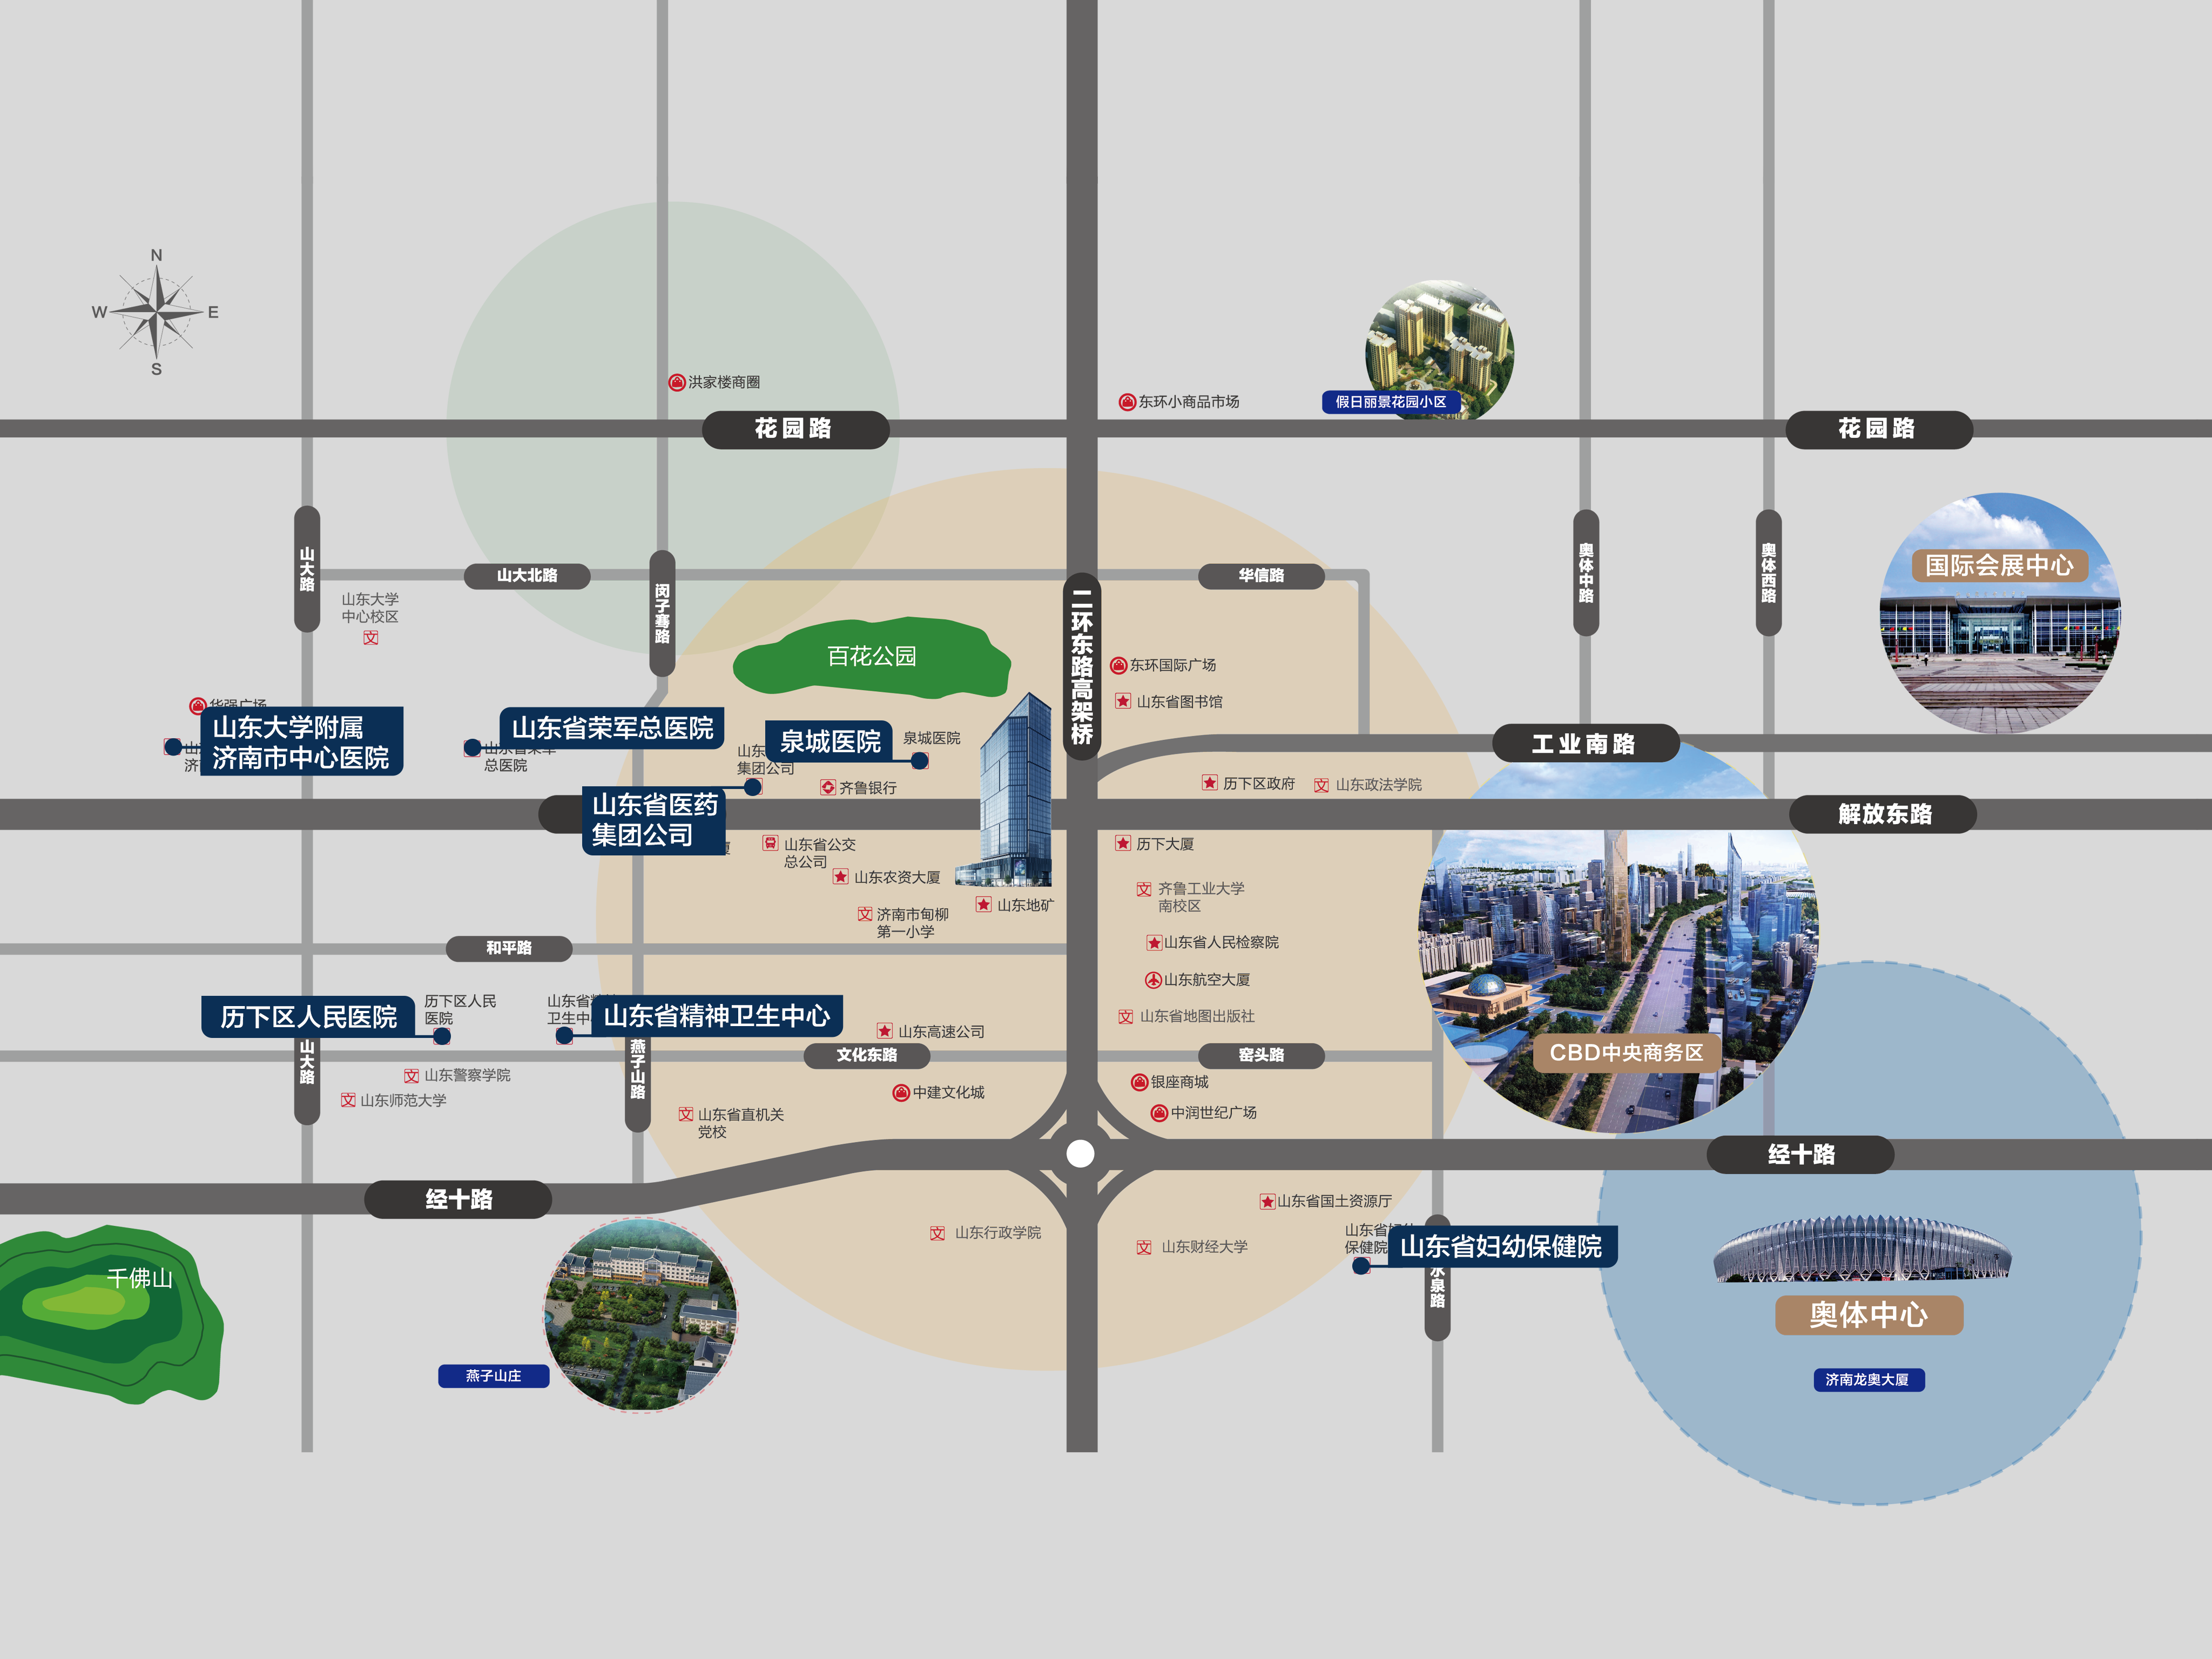 N
W
E
S
洪家楼商圈
东环小商品市场
假日丽景花园小区
花园路
花园路
山大路
山大北路
闵子骞路
华信路
奥体中路
奥体西路
国际会展中心
山东大学
中心校区
二环东路高架桥
百花公园
东环国际广场
山东省图书馆
华强广场
山东大学附属
济南市中心医院
山东省荣军总医院
总医院
集团公司
泉城医院
泉城医院
工业南路
齐鲁银行
历下区政府
山东政法学院
山东省医药
集团公司
解放东路
山东省公交
总公司
历下大厦
山东农资大厦
齐鲁工业大学
南校区
山东地矿
济南市甸柳
第一小学
和平路
山东省人民检察院
山东航空大厦
历下区人民医院
历下区人民
医院
山东省精神卫生中心
山东省地图出版社
山东高速公司
山大路
燕子山路
文化东路
窑头路
CBD中央商务区
山东警察学院
山东师范大学
中建文化城
银座商城
中润世纪广场
山东省直机关
党校
经十路
经十路
山东省国土资源厅
山东行政学院
山东财经大学
保健院
山东省妇幼保健院
水泉路
千佛山
燕子山庄
奥体中心
济南龙奥大厦